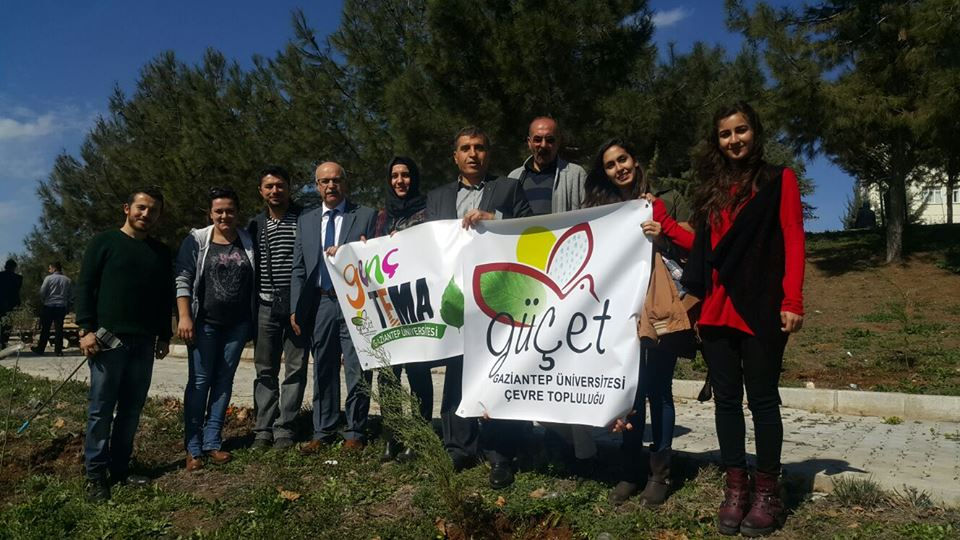 genç
TEMA
GAZİANTEP ÜNİVERSİTESİ
güçet
GAZİANTEP ÜNİVERSİTESİ
ÇEVRE TOPLULUĞU